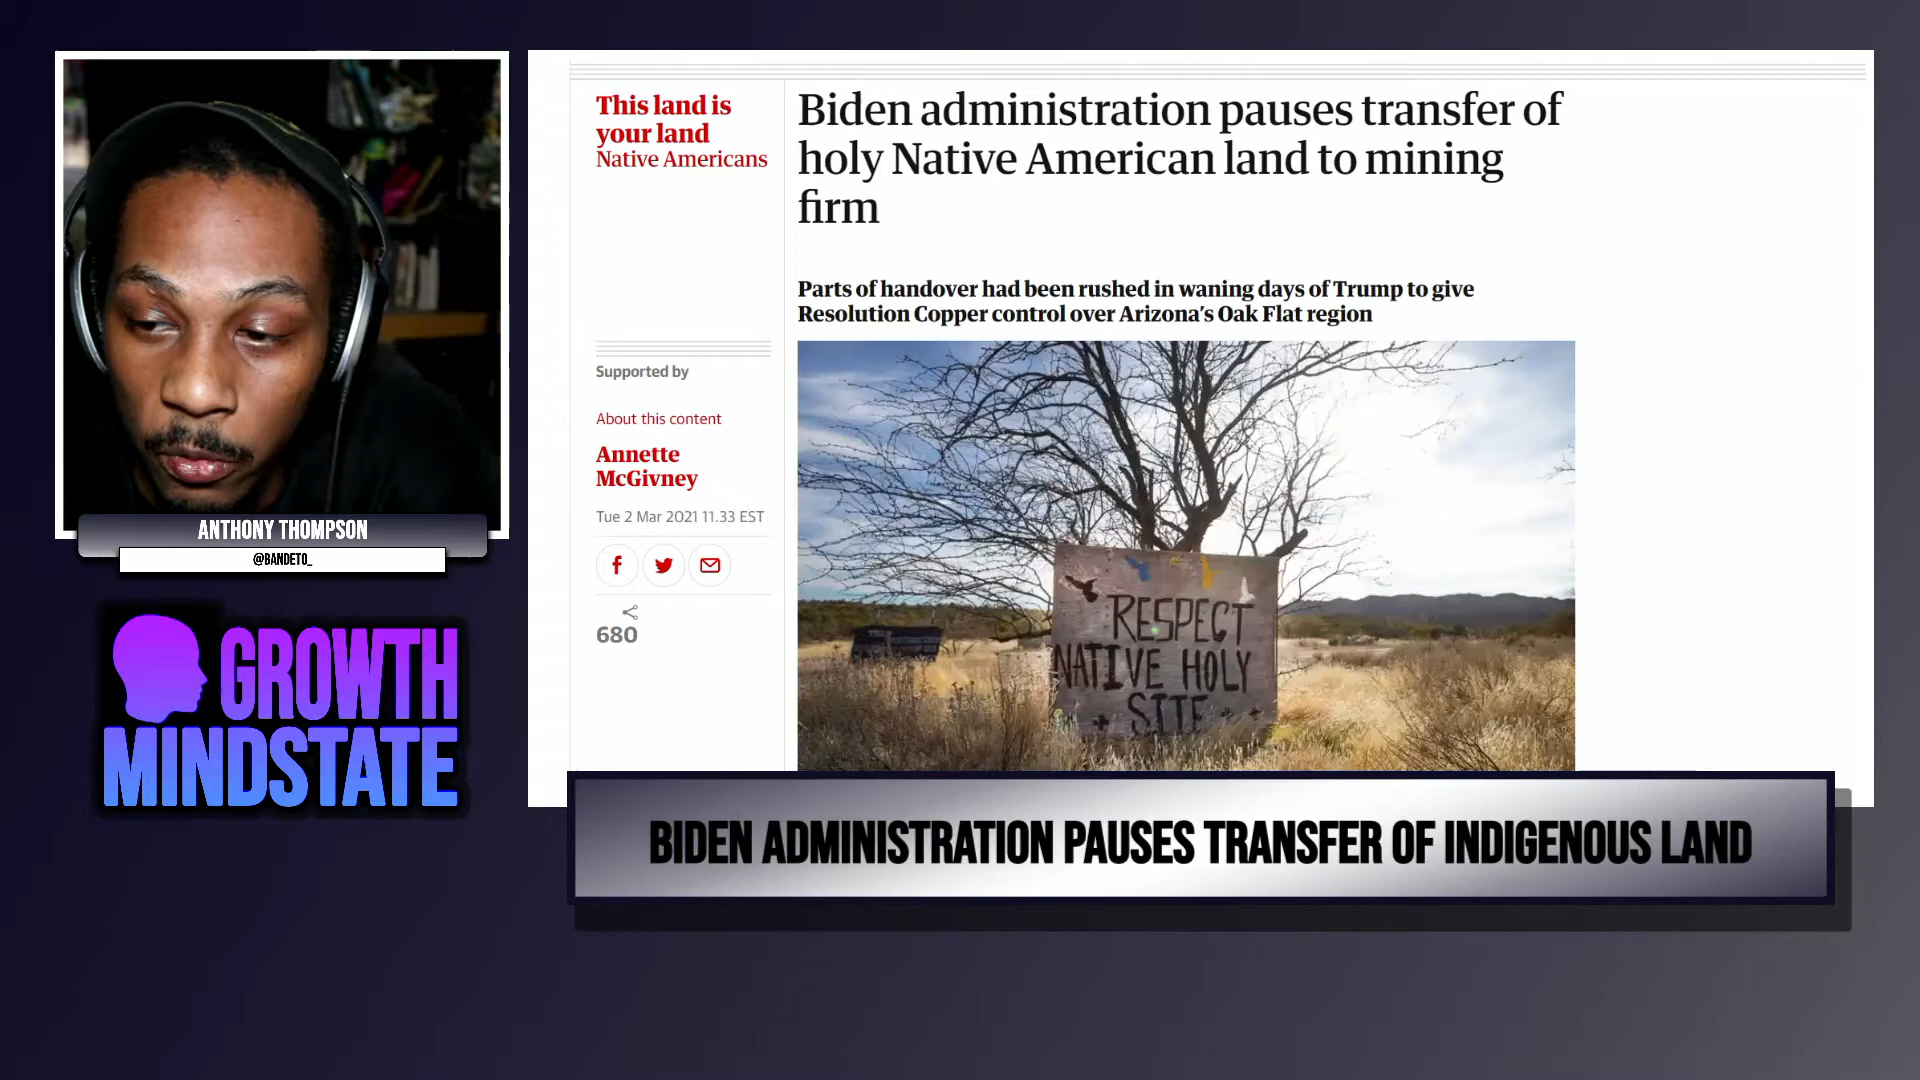 ANTHONY THOMPSON
@BANDETO_
GROWTH
MINDSTATE
This land is
your land
Native Americans
Supported by
About this content
Annette
McGivney
Tue 2 Mar 2021 11.33 EST
680
Biden administration pauses transfer of
holy Native American land to mining
firm
Parts of handover had been rushed in waning days of Trump to give
Resolution Copper control over Arizona’s Oak Flat region
RESPECT
NATIVE HOLY
SITE
BIDEN ADMINISTRATION PAUSES TRANSFER OF INDIGENOUS LAND